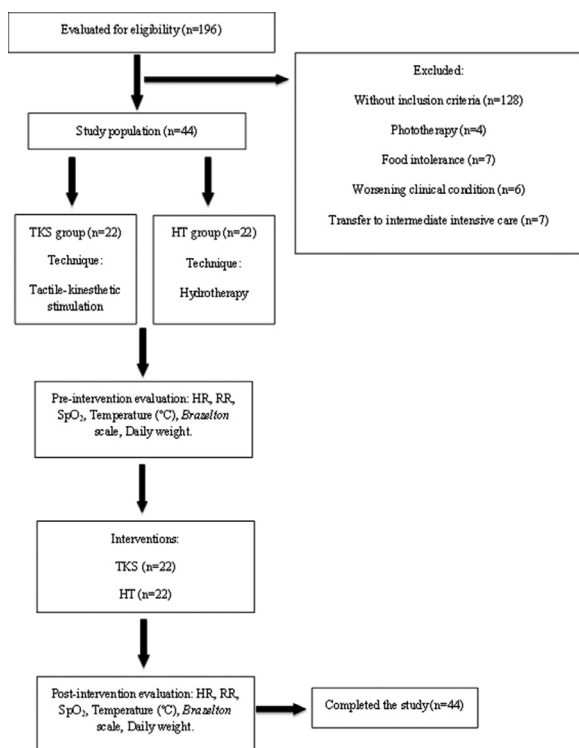 Evaluated for eligibility (n=196)
Excluded:
Without inclusion criteria (n=128)
Phototherapy (n=4)
Food intolerance (n=7)
Worsening clinical condition (n=6)
Transfer to intermediate intensive care (n=7)
Study population (n=44)
TKS group (n=22)
Technique:
Tactile-kinesthetic
stimulation
HT group (n=22)
Technique:
Hydrotherapy
Pre-intervention evaluation: HR, RR,
SpO₂, Temperature (°C), Brazelton
scale, Daily weight.
Interventions:
TKS (n=22)
HT (n=22)
Post-intervention evaluation: HR, RR,
SpO₂, Temperature (°C), Brazelton
scale, Daily weight.
Completed the study (n=44)